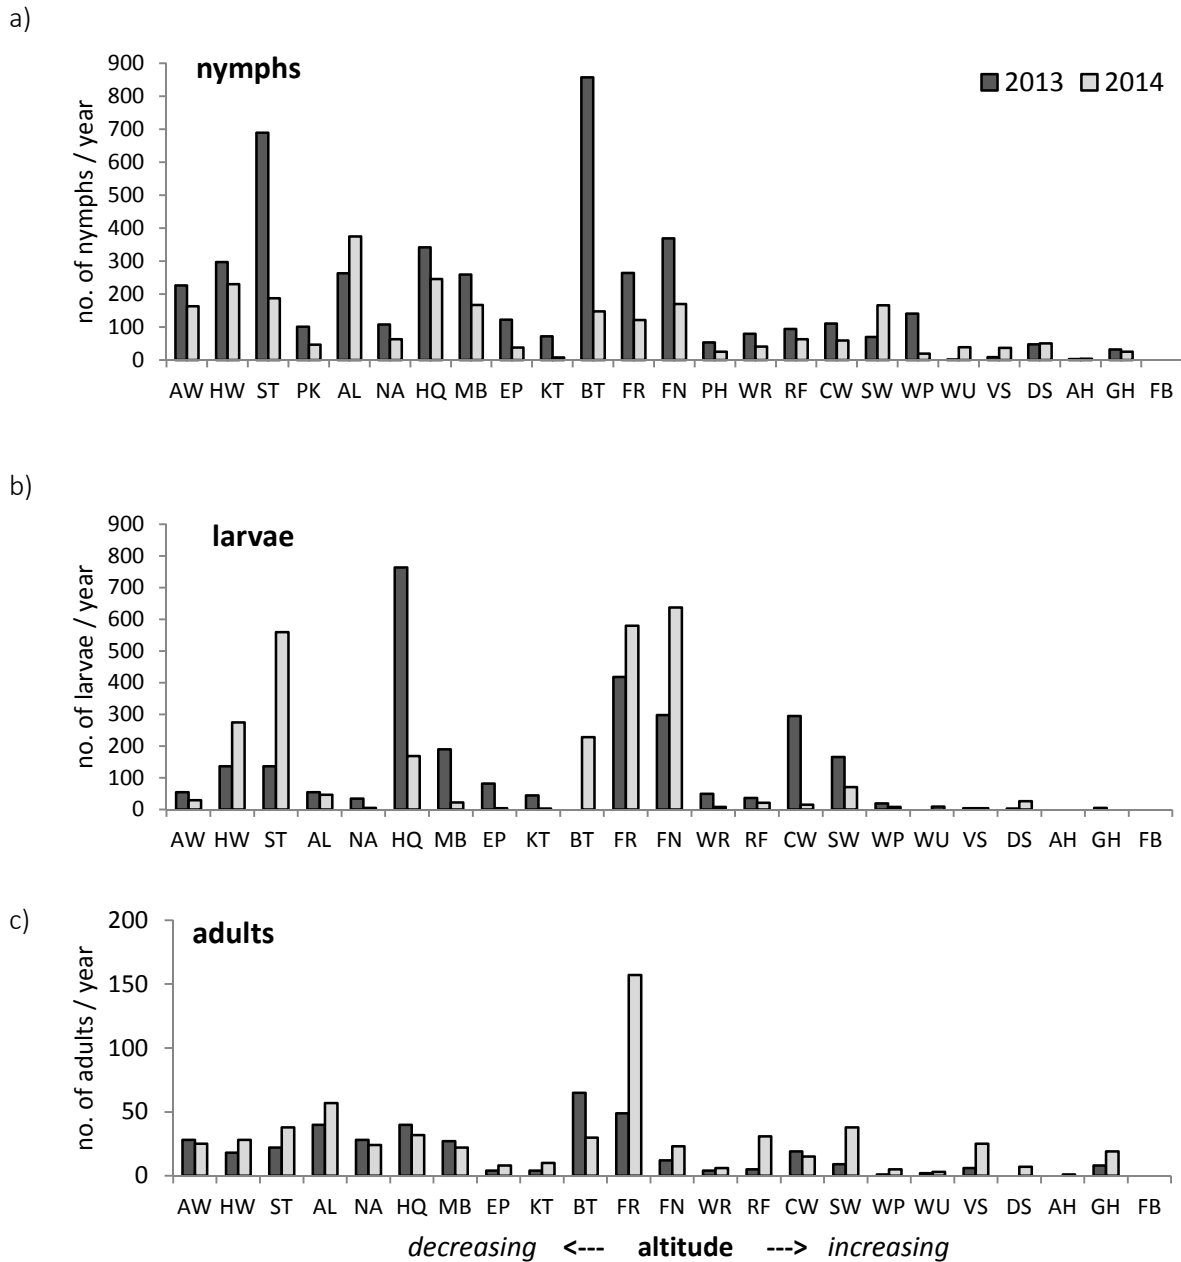 a)
nymphs
2013 2014
no. of nymphs / year
900
800
700
600
500
400
300
200
100
0
AW HW ST PK AL NA HQ MB EP KT BT FR FN PH WR RF CW SW WP WU VS DS AH GH FB
b)
larvae
no. of larvae / year
900
800
700
600
500
400
300
200
100
0
AW HW ST AL NA HQ MB EP KT BT FR FN WR RF CW SW WP WU VS DS AH GH FB
c)
adults
no. of adults / year
200
150
100
50
0
AW HW ST AL NA HQ MB EP KT BT FR FN WR RF CW SW WP WU VS DS AH GH FB
decreasing <--- altitude ---> increasing